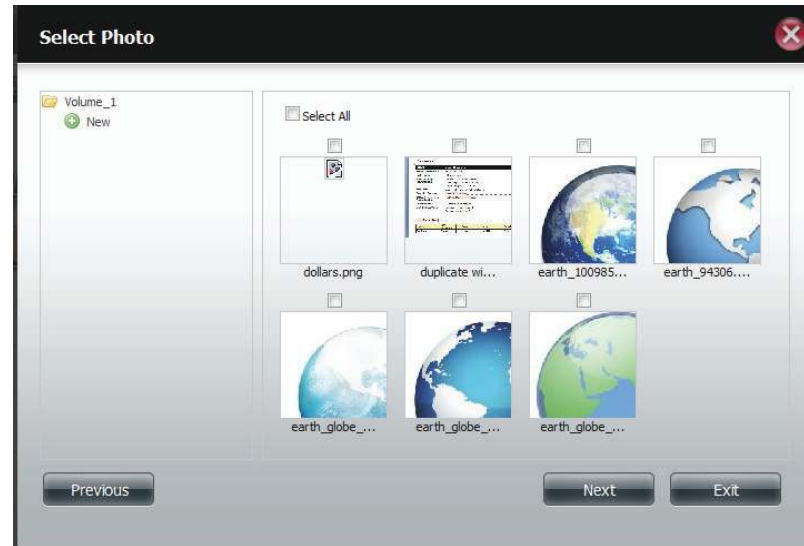 Select Photo
Volume_1
New
Select All
dollars.png
duplicate wi...
earth_100985...
earth_94306....
earth_globe_...
earth_globe_...
earth_globe_...
Previous
Next
Exit